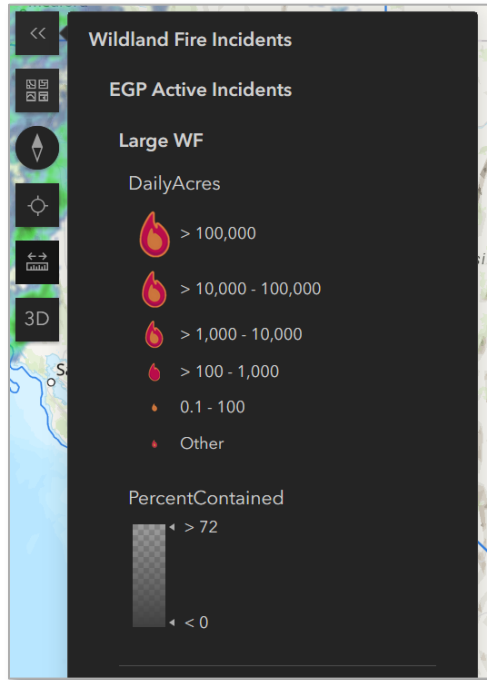 Wildland Fire Incidents
EGP Active Incidents
Large WF
DailyAcres
> 100,000
> 10,000 - 100,000
> 1,000 - 10,000
> 100 - 1,000
0.1 - 100
Other
PercentContained
> 72
< 0
3D